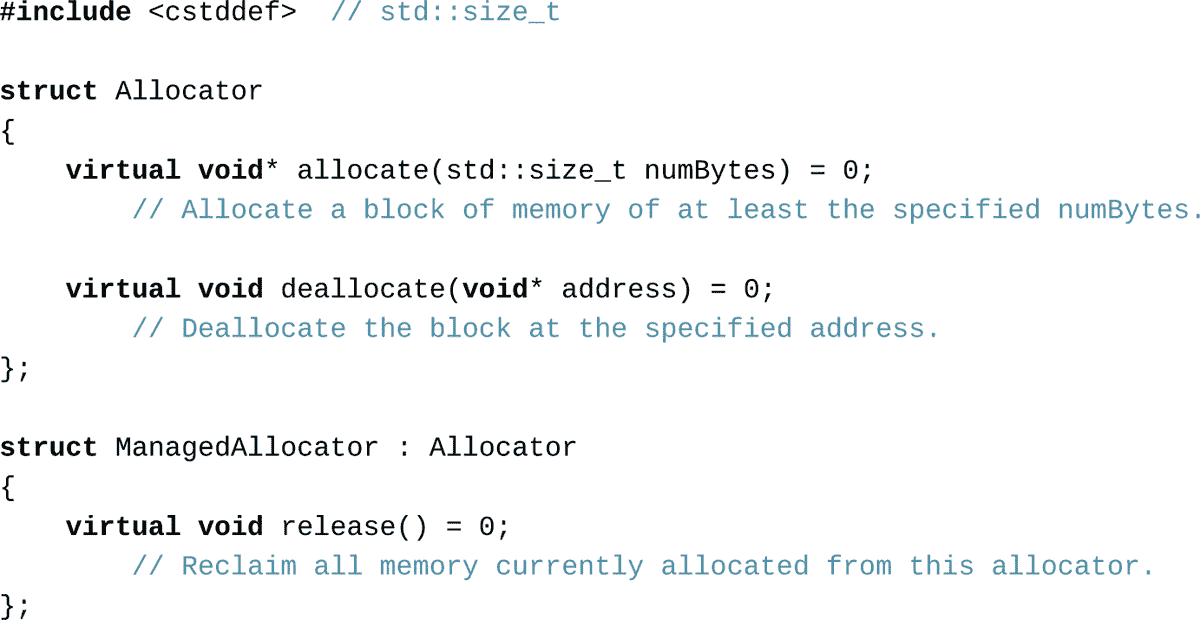 #include <cstddef>  // std::size_t

struct Allocator
{
    virtual void* allocate(std::size_t numBytes) = 0;
        // Allocate a block of memory of at least the specified numBytes.

    virtual void deallocate(void* address) = 0;
        // Deallocate the block at the specified address.
};

struct ManagedAllocator : Allocator
{
    virtual void release() = 0;
        // Reclaim all memory currently allocated from this allocator.
};